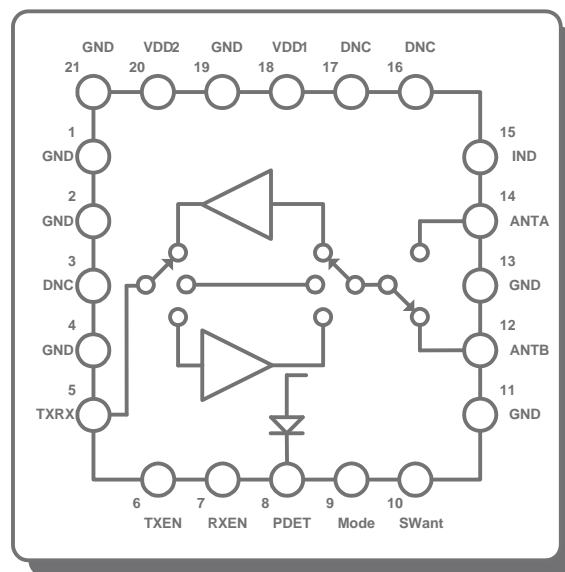 GND VDD2 GND VDD1 DNC DNC
21 20 19 18 17 16
1
GND
2
GND
3
DNC
4
GND
5
TXRX
15
IND
14
ANTA
13
GND
12
ANTB
11
GND
6 7 8 9 10
TXEN RXEN PDET Mode SWant